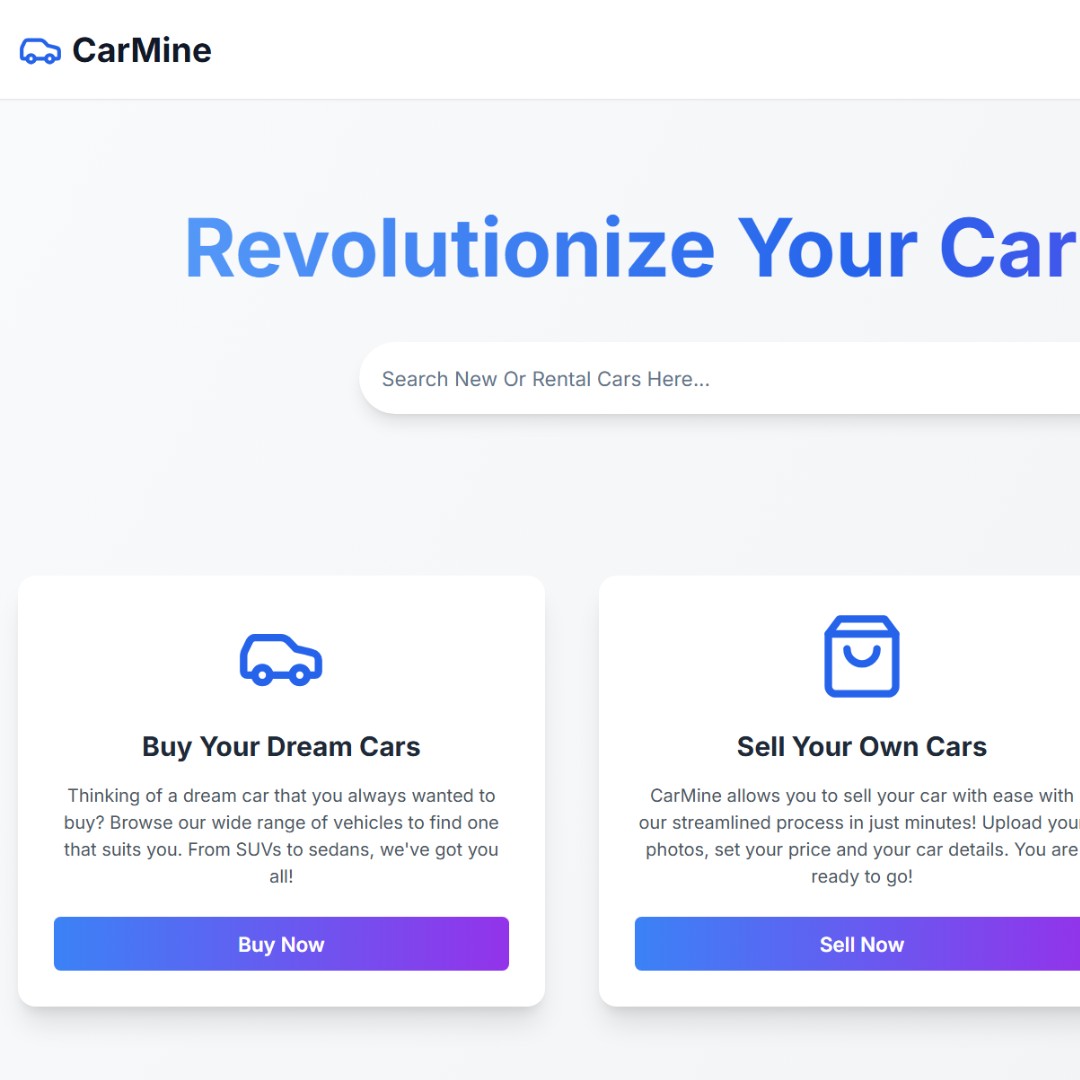 CarMine
Revolutionize Your Car
Search New Or Rental Cars Here...
Buy Your Dream Cars
Thinking of a dream car that you always wanted to
buy? Browse our wide range of vehicles to find one
that suits you. From SUVs to sedans, we've got you
all!
Buy Now
Sell Your Own Cars
CarMine allows you to sell your car with ease with
our streamlined process in just minutes! Upload your
photos, set your price and your car details. You are
ready to go!
Sell Now